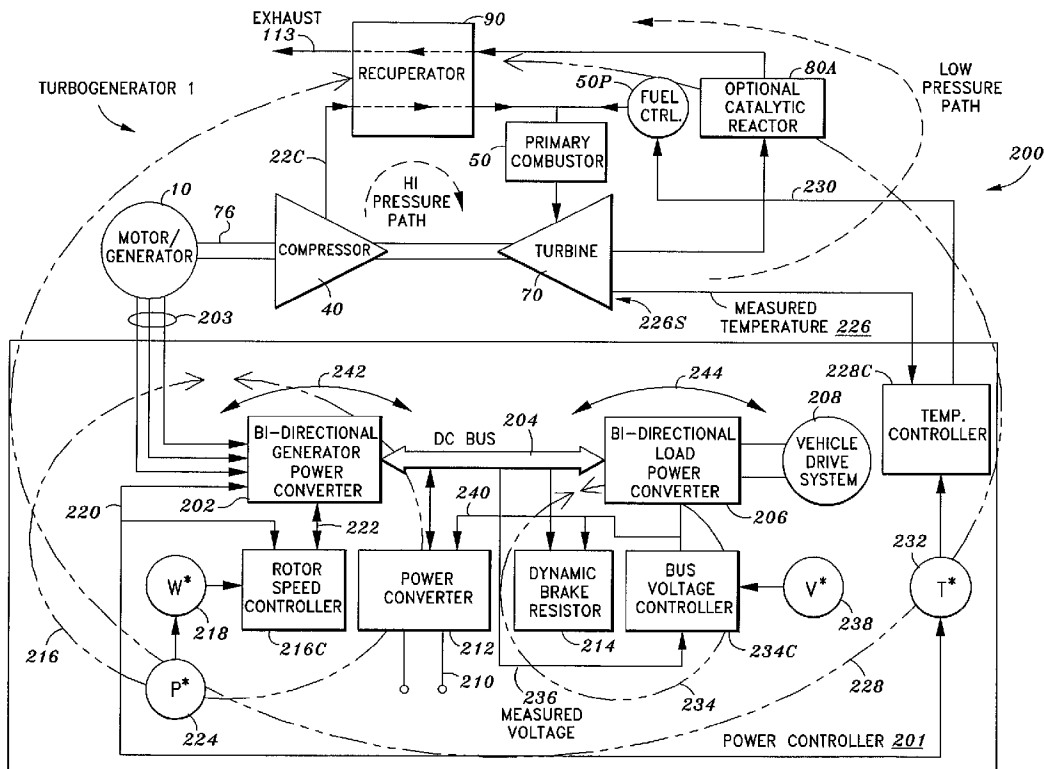 EXHAUST
113
90
RECUPERATOR
TURBOGENERATOR 1
50P
FUEL
CTRL.
80A
OPTIONAL
CATALYTIC
REACTOR
LOW
PRESSURE
PATH
200
22C
50
PRIMARY
COMBUSTOR
230
10
76
HI
PRESSURE
PATH
MOTOR/
GENERATOR
COMPRESSOR
40
TURBINE
70
203
226S
MEASURED
TEMPERATURE 226
228C
TEMP.
CONTROLLER
242
244
208
BI-DIRECTIONAL
GENERATOR
POWER
CONVERTER
202
DC BUS
204
BI-DIRECTIONAL
LOAD
POWER
CONVERTER
206
VEHICLE
DRIVE
SYSTEM
220
222
240
232
W*
218
ROTOR
SPEED
CONTROLLER
216C
POWER
CONVERTER
212
DYNAMIC
BRAKE
RESISTOR
214
BUS
VOLTAGE
CONTROLLER
234C
V*
238
T*
216
P*
224
210
236
MEASURED
VOLTAGE
234
228
POWER CONTROLLER 201